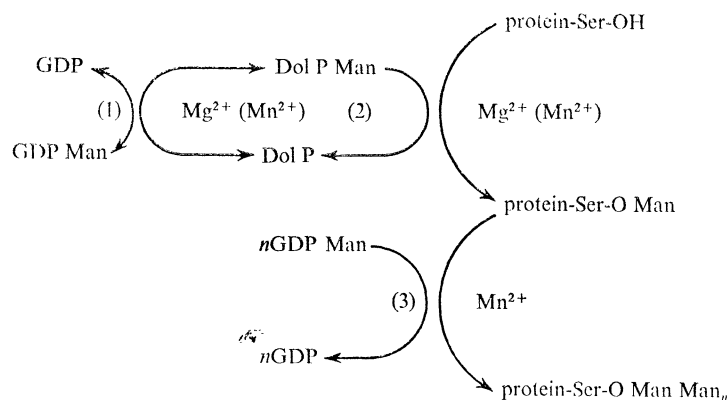 protein-Ser-OH
GDP
Dol P Man
(1)
Mg²⁺ (Mn²⁺)
(2)
Mg²⁺ (Mn²⁺)
GDP Man
Dol P
protein-Ser-O Man
nGDP Man
(3)
Mn²⁺
nGDP
protein-Ser-O Man Manₙ